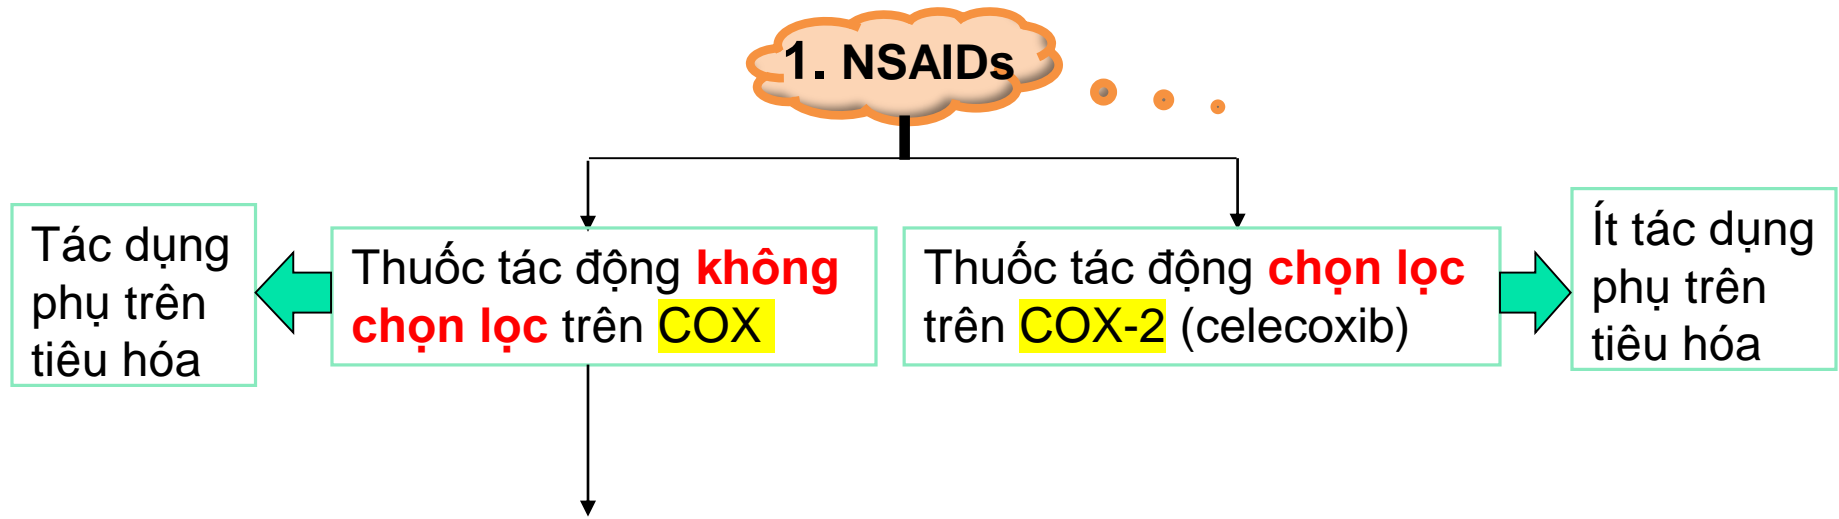 1. NSAIDs
Tác dụng
phụ trên
tiêu hóa
Thuốc tác động không
chọn lọc trên COX
Thuốc tác động chọn lọc
trên COX-2 (celecoxib)
Ít tác dụng
phụ trên
tiêu hóa